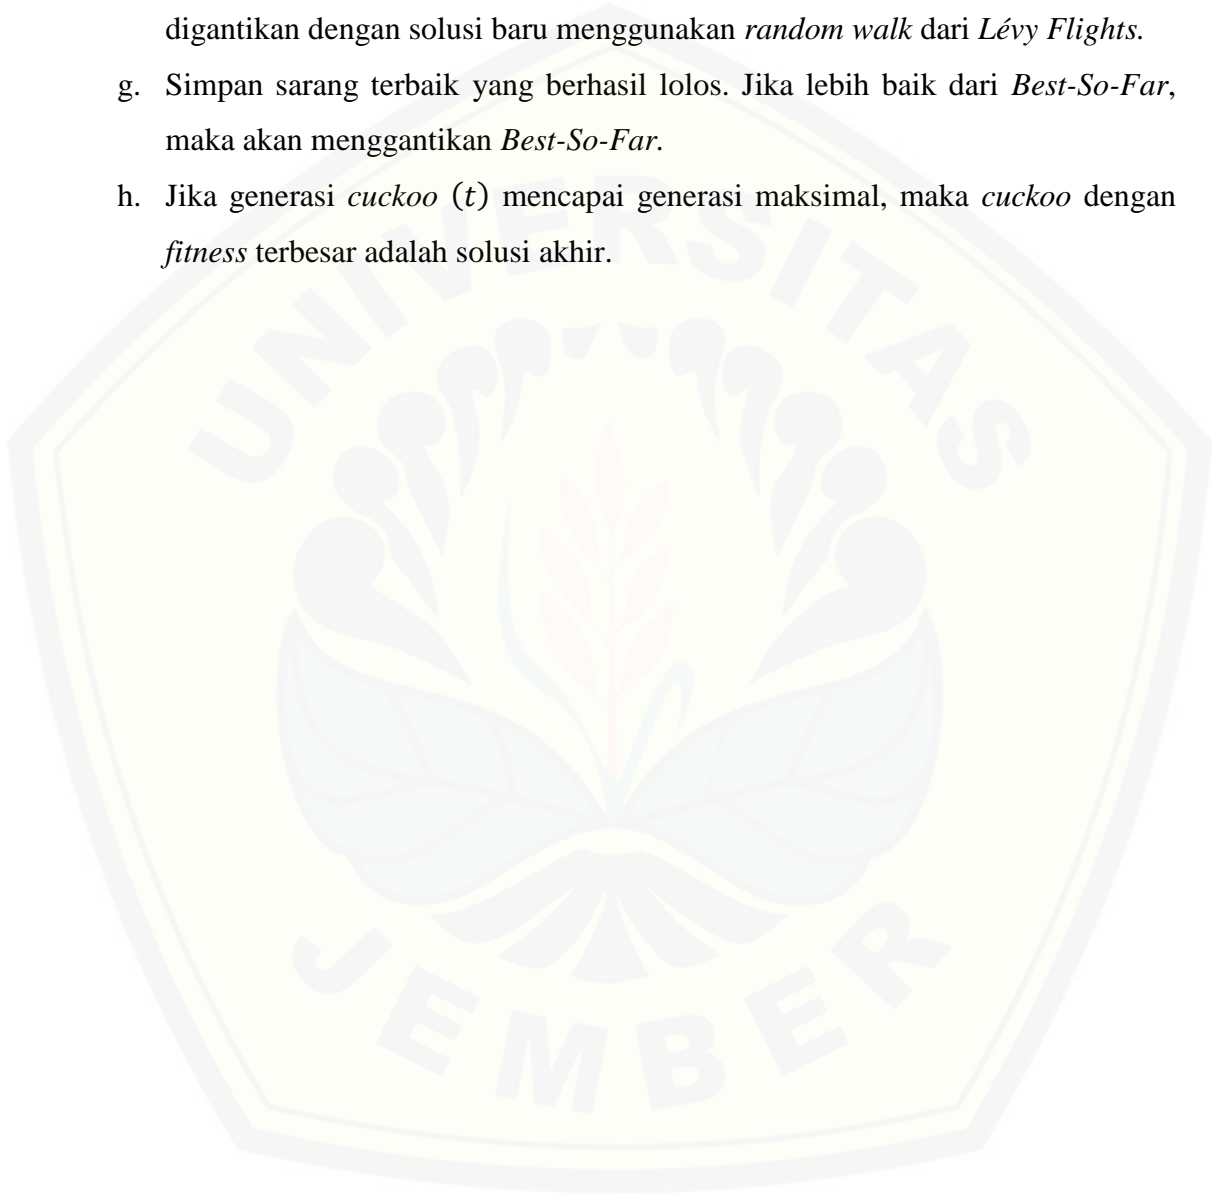 digantikan dengan solusi baru menggunakan random walk dari Lévy Flights.
g. Simpan sarang terbaik yang berhasil lolos. Jika lebih baik dari Best-So-Far,
maka akan menggantikan Best-So-Far.
h. Jika generasi cuckoo (t) mencapai generasi maksimal, maka cuckoo dengan
fitness terbesar adalah solusi akhir.
UNIVERSITAS
JEMBER